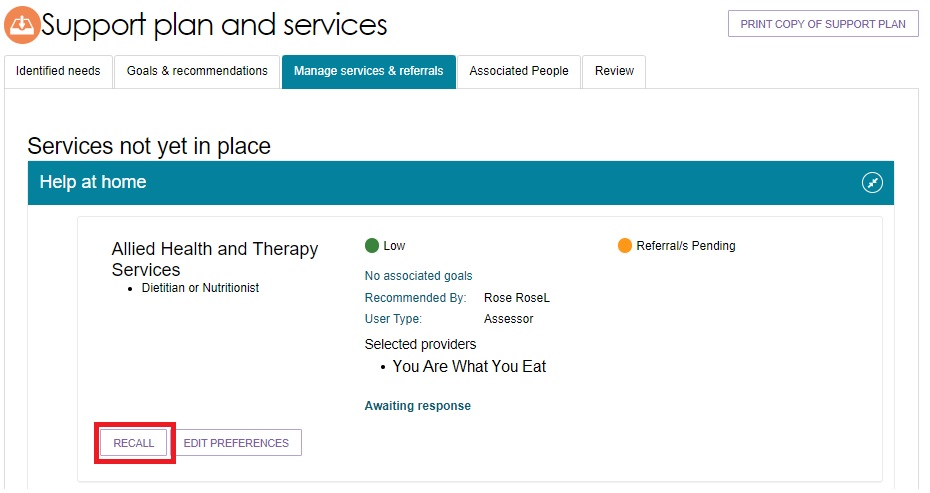 Support plan and services
PRINT COPY OF SUPPORT PLAN
Identified needs
Goals & recommendations
Manage services & referrals
Associated People
Review
Services not yet in place
Help at home
Allied Health and Therapy
Services
• Dietitian or Nutritionist
Low
No associated goals
Recommended By: Rose RoseL
User Type: Assessor
Selected providers
• You Are What You Eat
Awaiting response
Referral/s Pending
RECALL
EDIT PREFERENCES